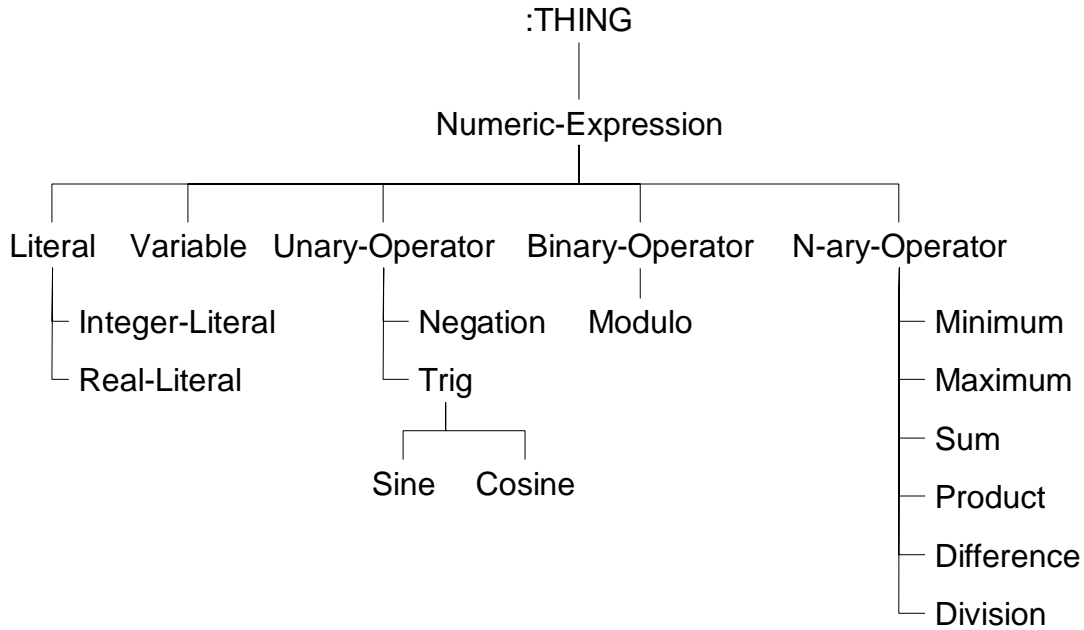 :THING
Numeric-Expression
Literal Variable Unary-Operator Binary-Operator N-ary-Operator
Integer-Literal Negation Modulo Minimum
Real-Literal Trig Maximum
Sum
Sine Cosine
Product
Difference
Division